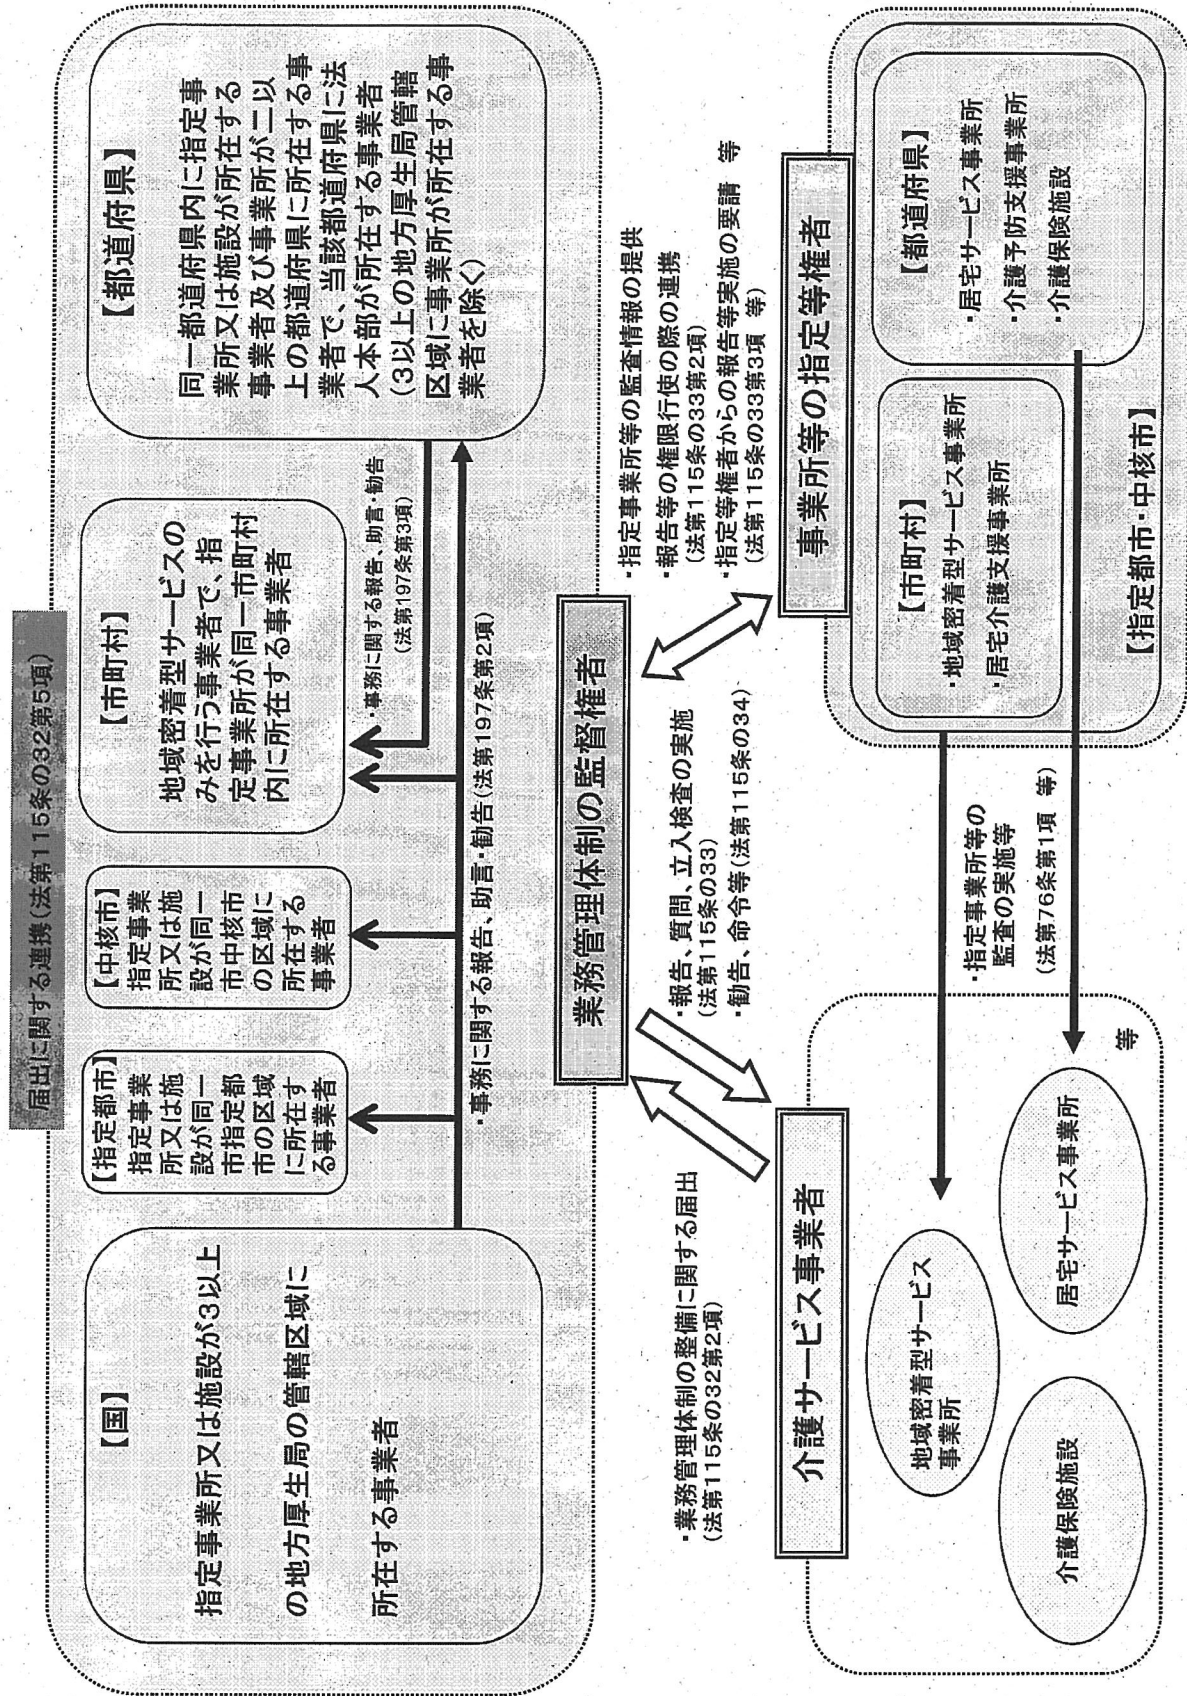 届出に関する連携(法第115条の32第5項)
【国】
指定事業所又は施設が3以上
の地方厚生局の管轄区域に
所在する事業者
【指定都市】
指定事業
所又は施
設が同一
市指定都
市の区域
に所在す
る事業者
【中核市】
指定事業
所又は施
設が同一
市中核市
の区域に
所在する
事業者
【市町村】
地域密着型サービスの
みを行う事業者で、指
定事業所が同一市町村
内に所在する事業者
【都道府県】
同一都道府県内に指定事
業所又は施設が所在する
事業者及び事業所が二以
上の都道府県に所在する事
業者で、当該都道府県に法
人本部が所在する事業者
(3以上の地方厚生局管轄
区域に事業所が所在する事
業者を除く)
・事務に関する報告、助言・勧告
(法第197条第3項)
・事務に関する報告、助言・勧告(法第197条第2項)
業務管理体制の監督権者
・業務管理体制の整備に関する届出
(法第115条の32第2項)
・報告、質問、立入検査の実施
(法第115条の33)
・勧告、命令等(法第115条の34)
・指定事業所等の監査情報の提供
・報告等の権限行使の際の連携
(法第115条の33第2項)
・指定等権者からの報告等実施の要請 等
(法第115条の33第3項 等)
介護サービス事業者
地域密着型サービス
事業所
介護保険施設
居宅サービス事業所
等
・指定事業所等の
監査の実施等
(法第76条第1項 等)
事業所等の指定等権者
【市町村】
・地域密着型サービス事業所
・居宅介護支援事業所
【都道府県】
・居宅サービス事業所
・介護予防支援事業所
・介護保険施設
【指定都市・中核市】